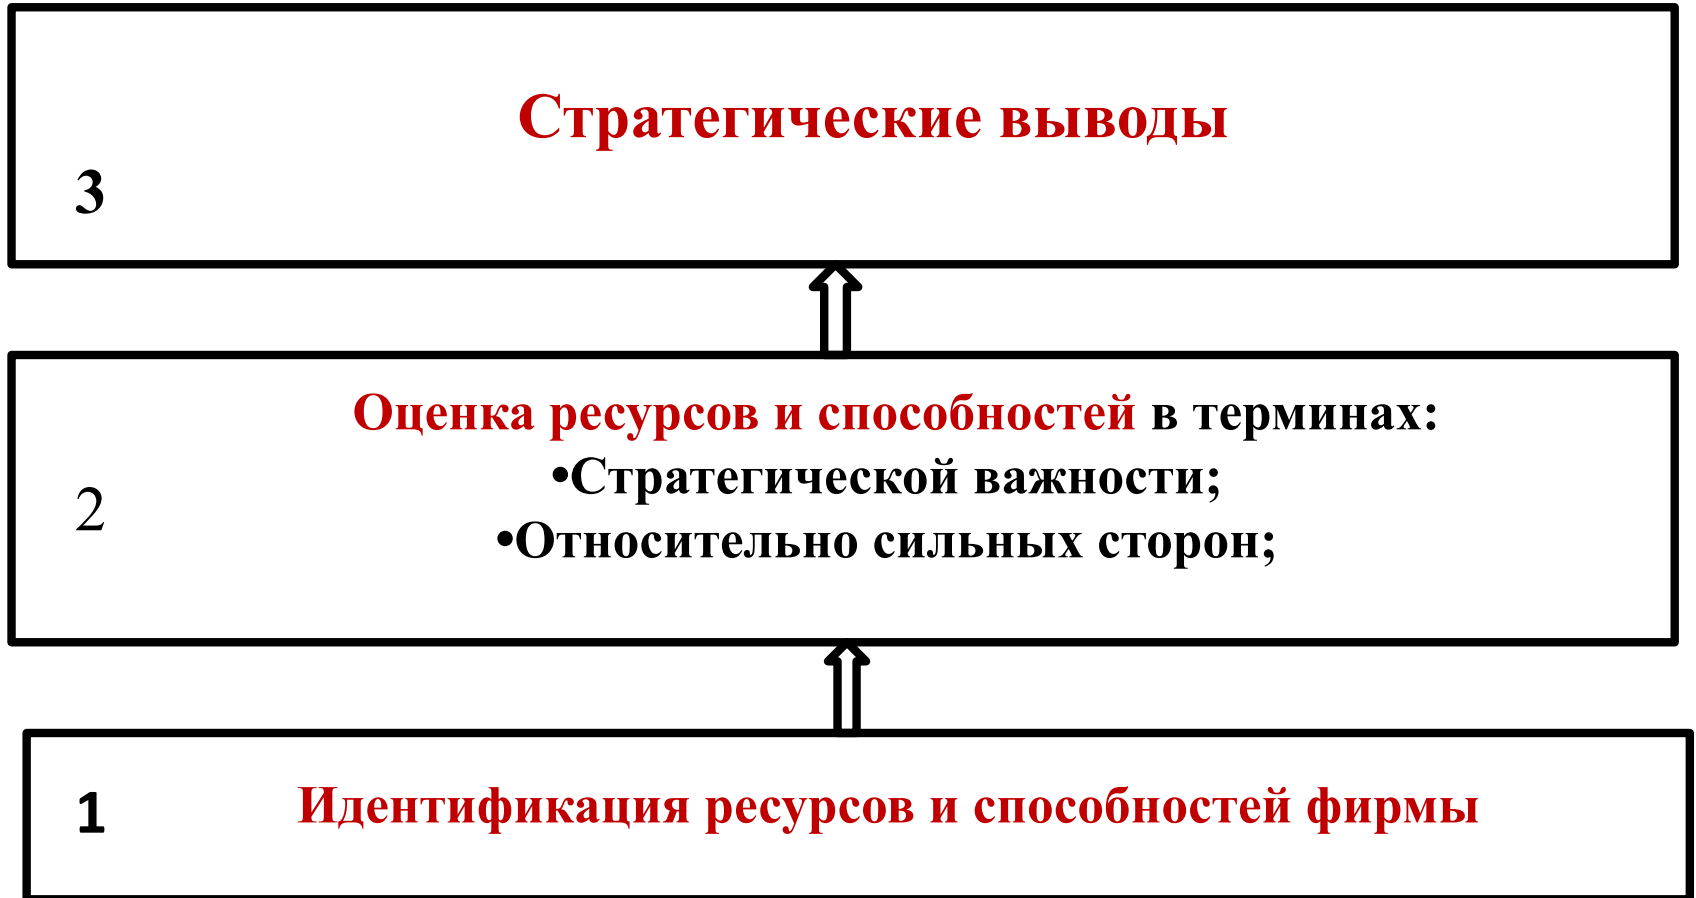 Стратегические выводы
3
Оценка ресурсов и способностей в терминах:
•Стратегической важности;
2
•Относительно сильных сторон;
1 Идентификация ресурсов и способностей фирмы